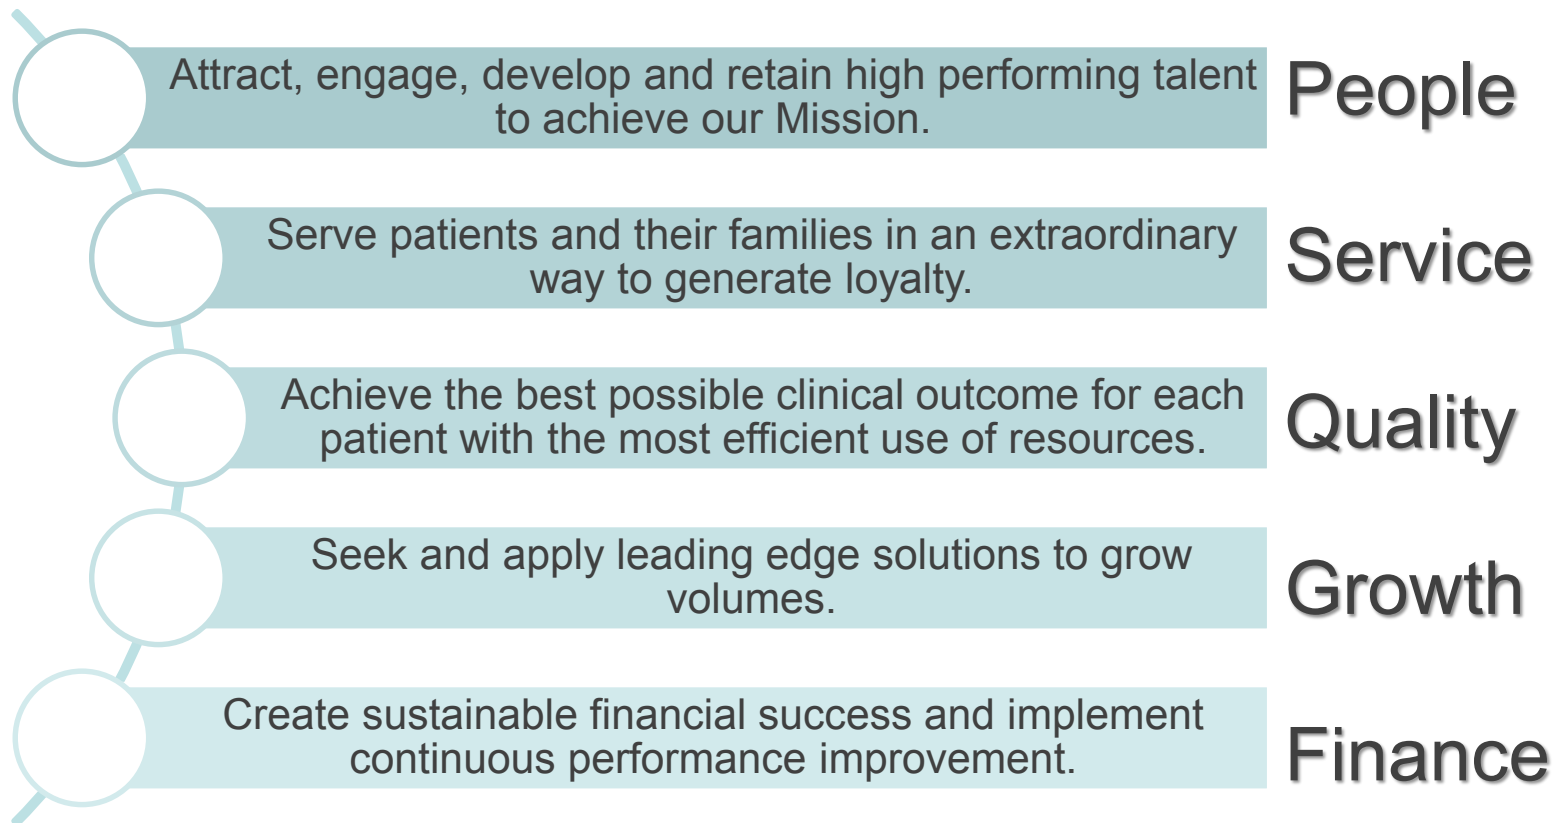 Attract, engage, develop and retain high performing talent
to achieve our Mission.
People
Serve patients and their families in an extraordinary
way to generate loyalty.
Service
Achieve the best possible clinical outcome for each
patient with the most efficient use of resources.
Quality
Seek and apply leading edge solutions to grow
volumes.
Growth
Create sustainable financial success and implement
continuous performance improvement.
Finance